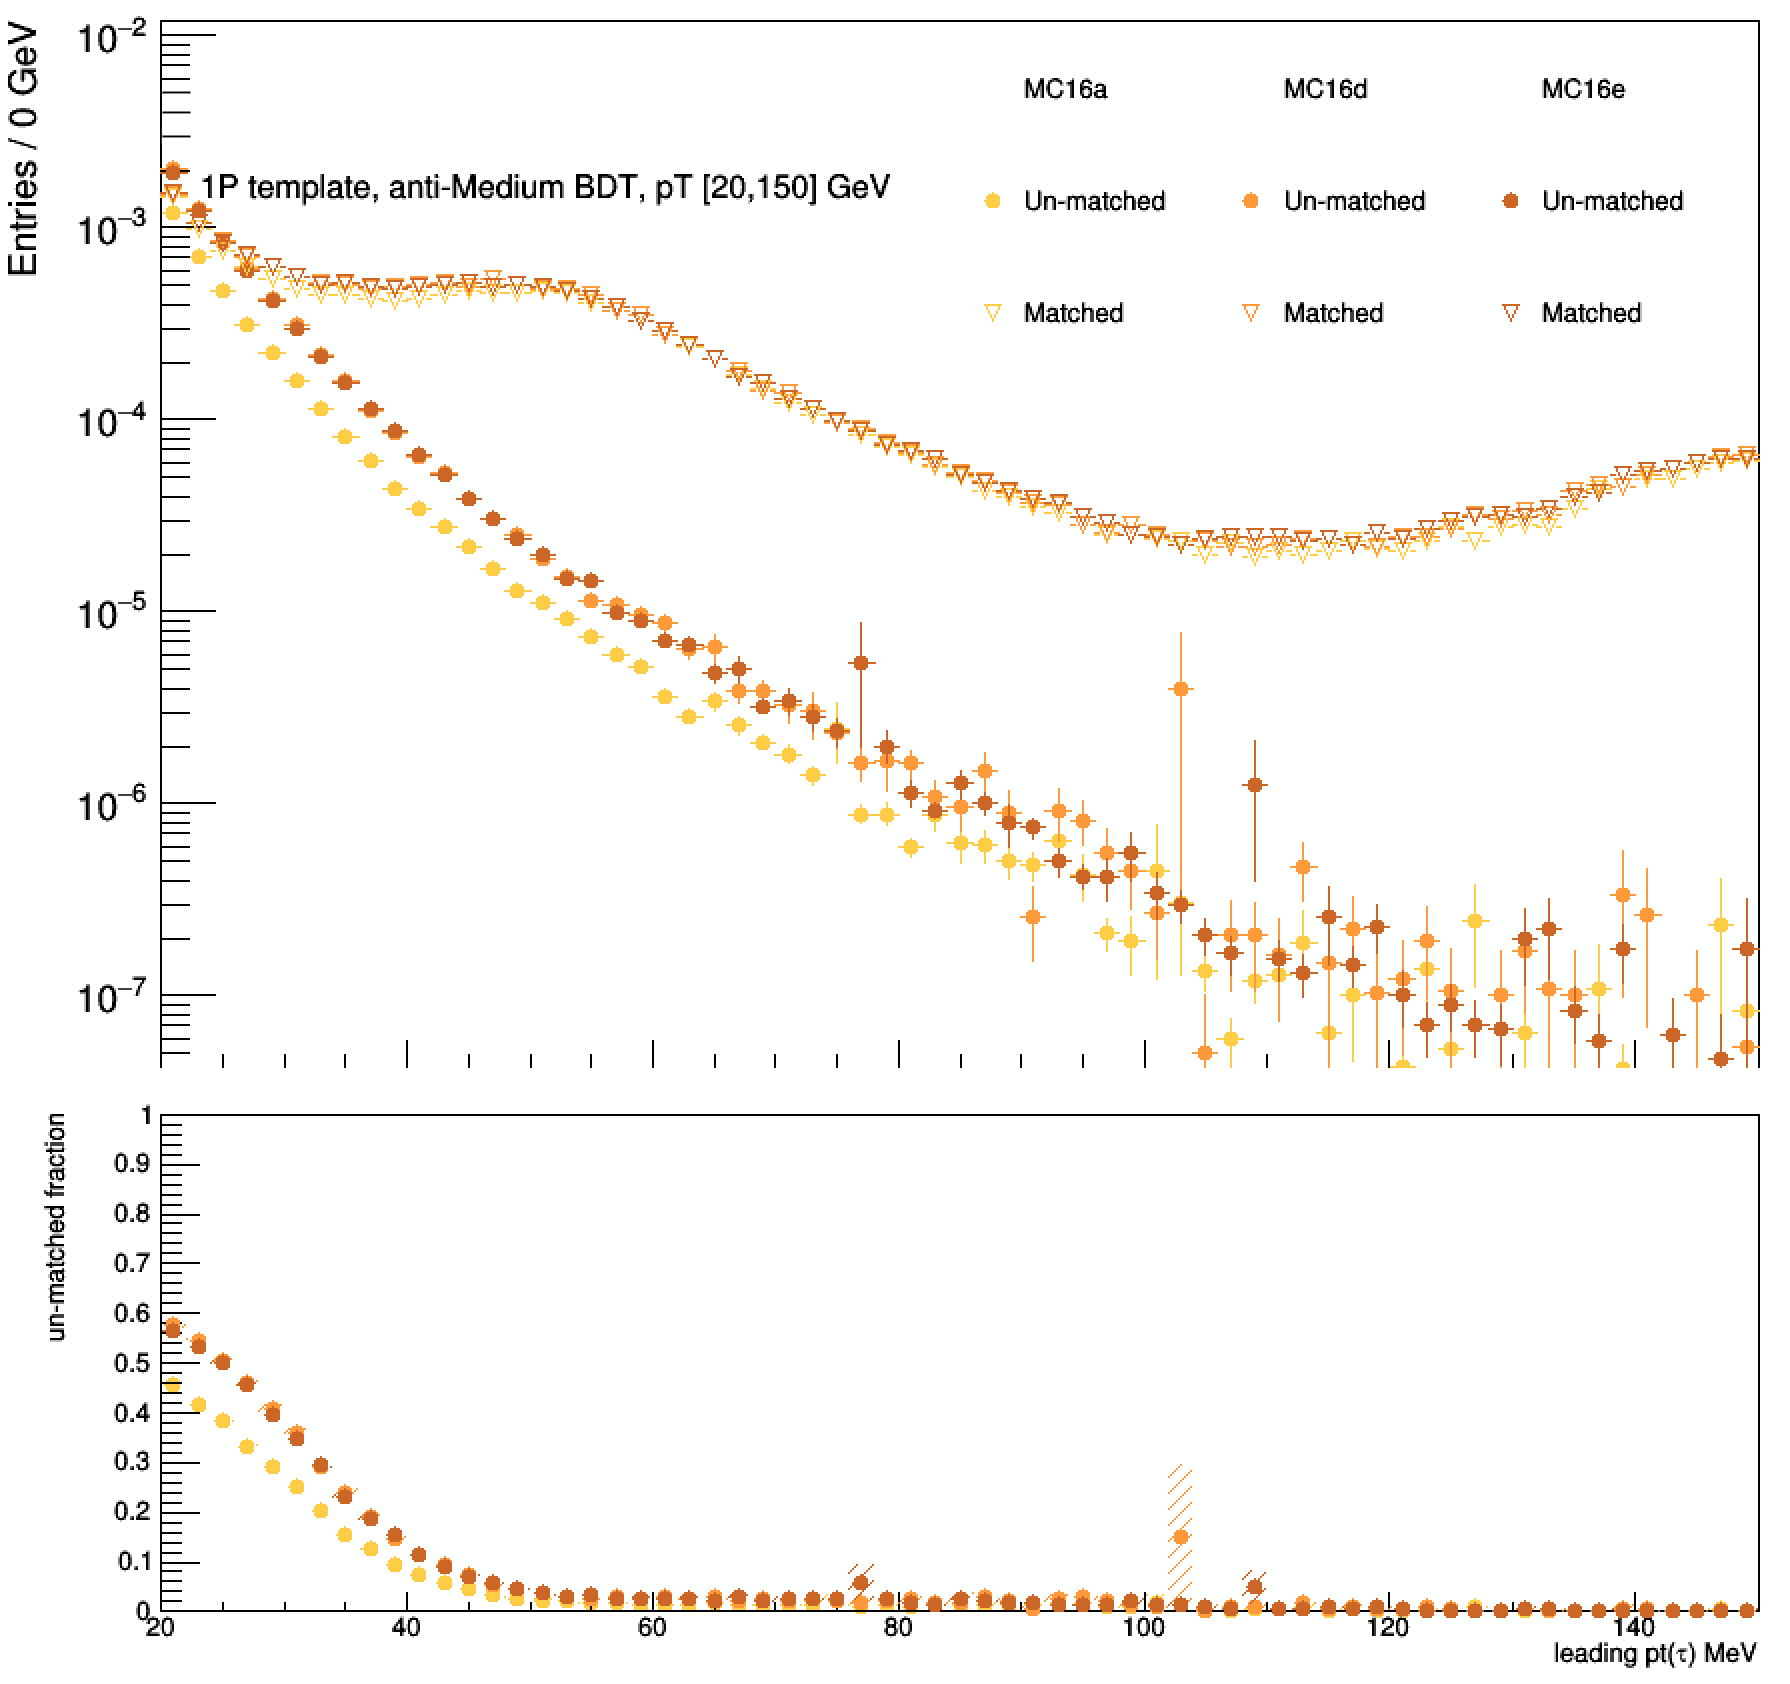 Entries / 0 GeV
10−2
10−3
10−4
10−5
10−6
10−7
MC16a MC16d MC16e
1P template, anti-Medium BDT, pT [20,150] GeV
Un-matched Un-matched Un-matched
Matched Matched Matched
un-matched fraction
1
0.9
0.8
0.7
0.6
0.5
0.4
0.3
0.2
0.1
0
20 40 60 80 100 120 140
leading pt(τ) MeV